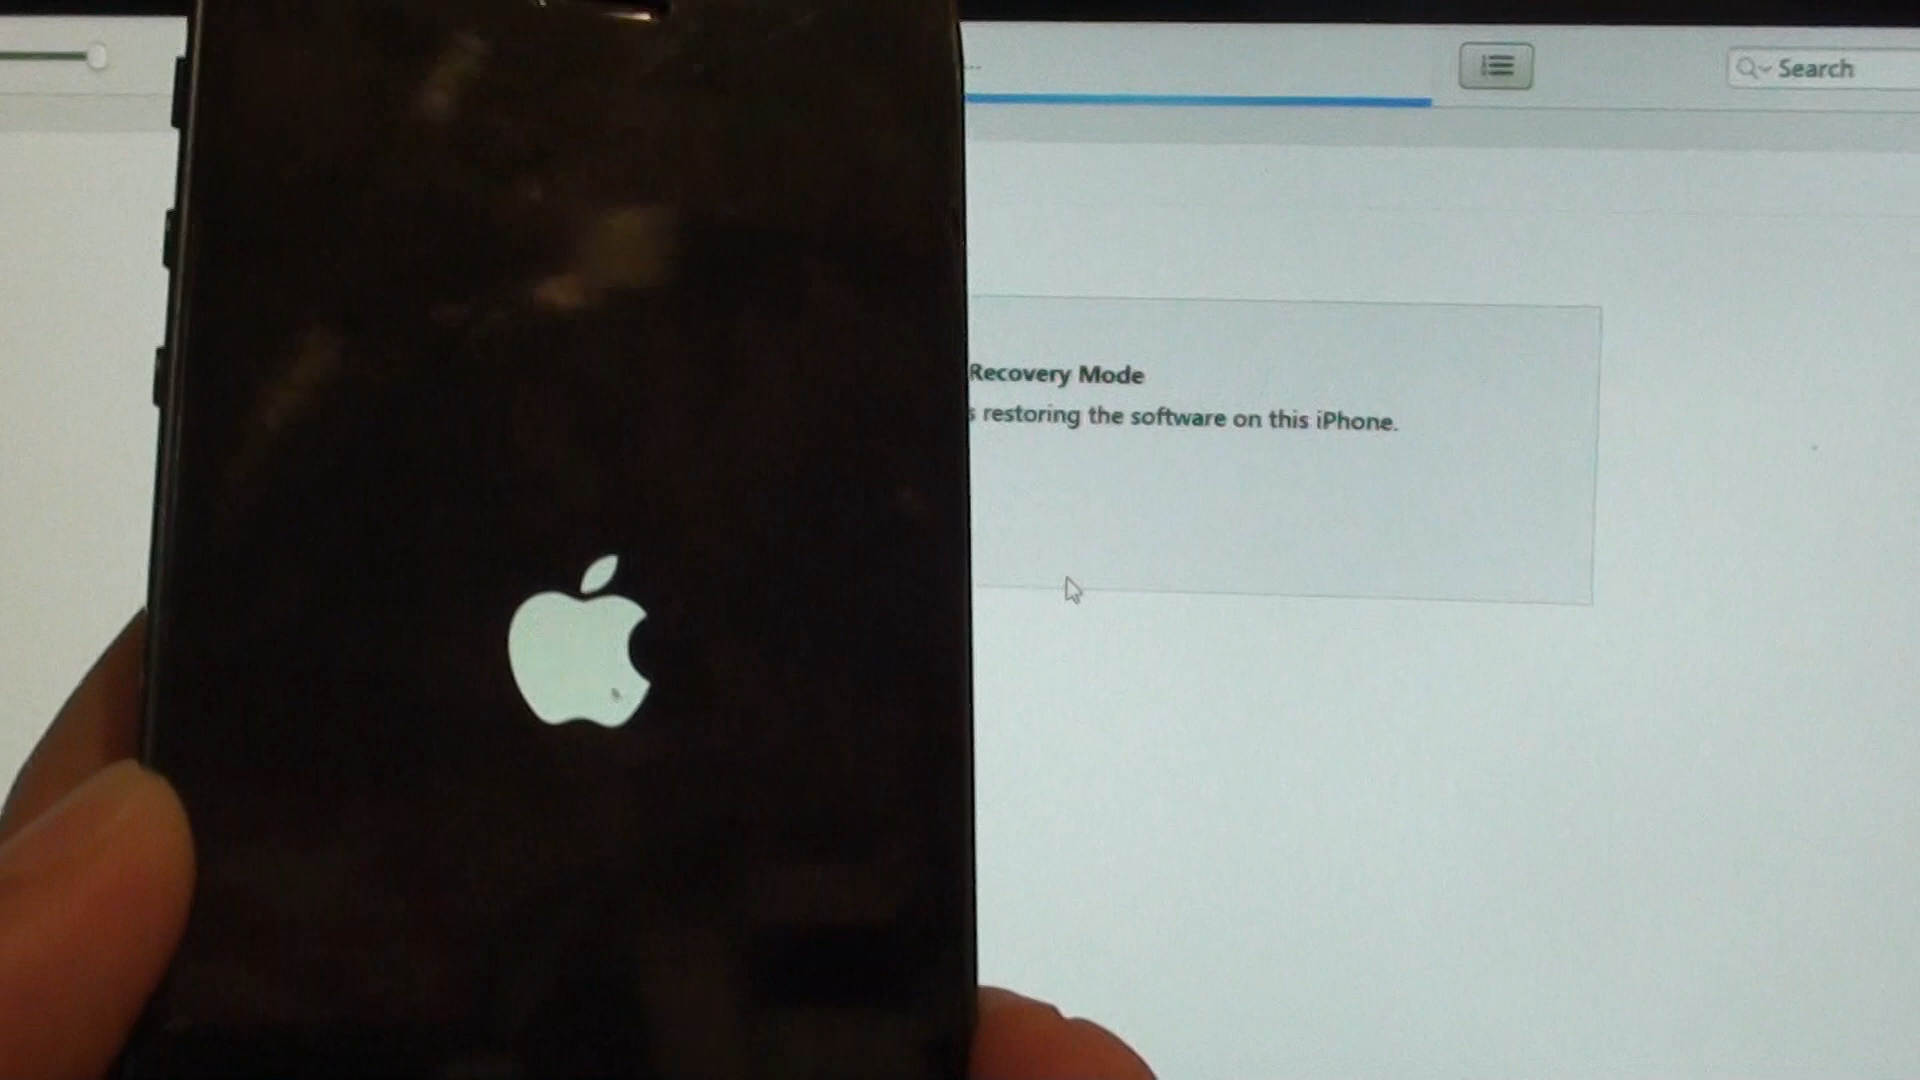 Search
Recovery Mode
restoring the software on this iPhone.